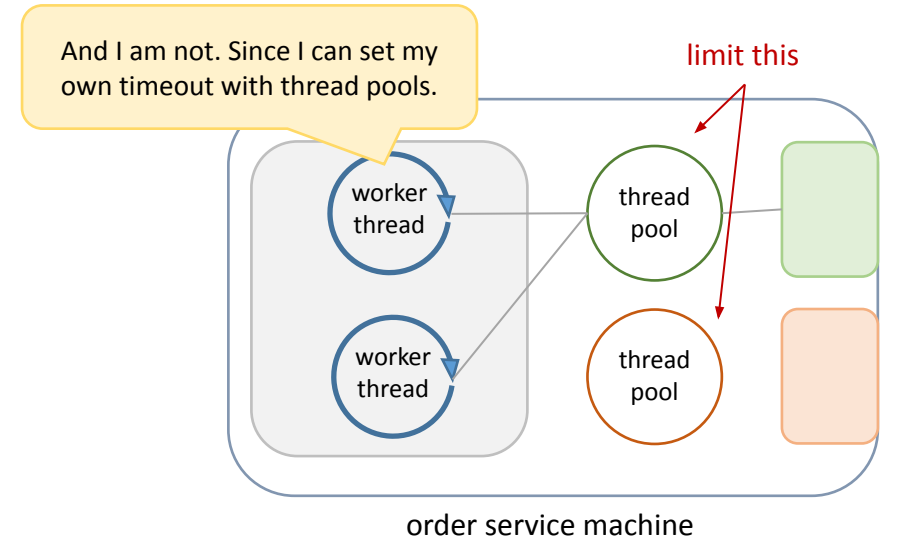 And I am not. Since I can set my
own timeout with thread pools.
limit this
worker
thread
thread
pool
worker
thread
thread
pool
order service machine